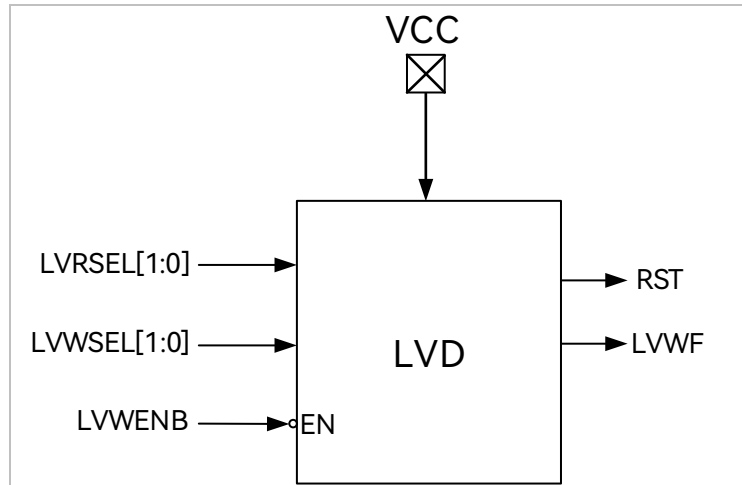 VCC
LVRSEL[1:0]
RST
LVWSEL[1:0]
LVD
LVWF
LVWENB
EN